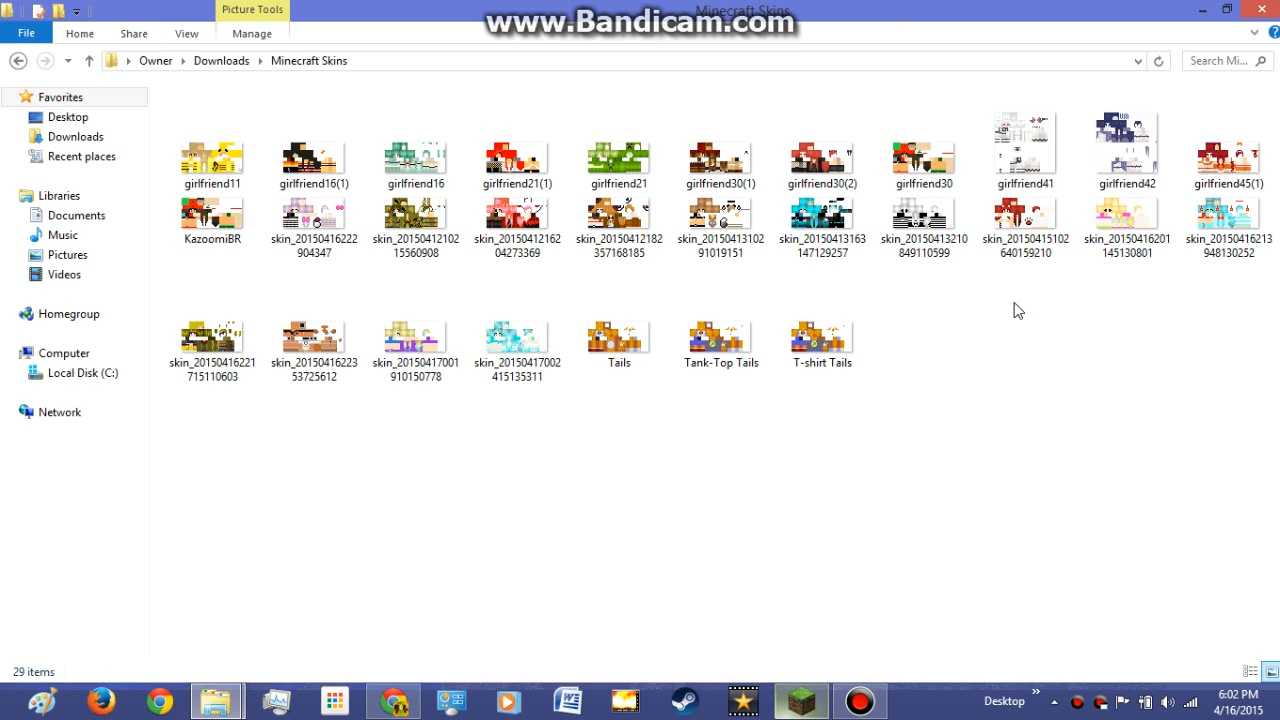 Picture Tools
Minecraft Skins
www.Bandicam.com
File
Home
Share
View
Manage
Owner
Downloads
Minecraft Skins
Search Mi...
Favorites
Desktop
Downloads
Recent places
Libraries
Documents
Music
Pictures
Videos
Homegroup
Computer
Local Disk (C:)
Network
girlfriend11
girlfriend16(1)
girlfriend16
girlfriend21(1)
girlfriend21
girlfriend30(1)
girlfriend30(2)
girlfriend30
girlfriend41
girlfriend42
girlfriend45(1)
KazoomiBR
skin_20150416222
904347
skin_20150412102
15560908
skin_20150412162
04273369
skin_20150412182
357168185
skin_20150413102
91019151
skin_20150413163
147129257
skin_20150413210
849110599
skin_20150415102
640159210
skin_20150416201
145130801
skin_20150416213
948130252
skin_20150416221
715110603
skin_20150416223
53725612
skin_20150417001
910150778
skin_20150417002
415135311
Tails
Tank-Top Tails
T-shirt Tails
29 items
Desktop
6:02 PM
4/16/2015